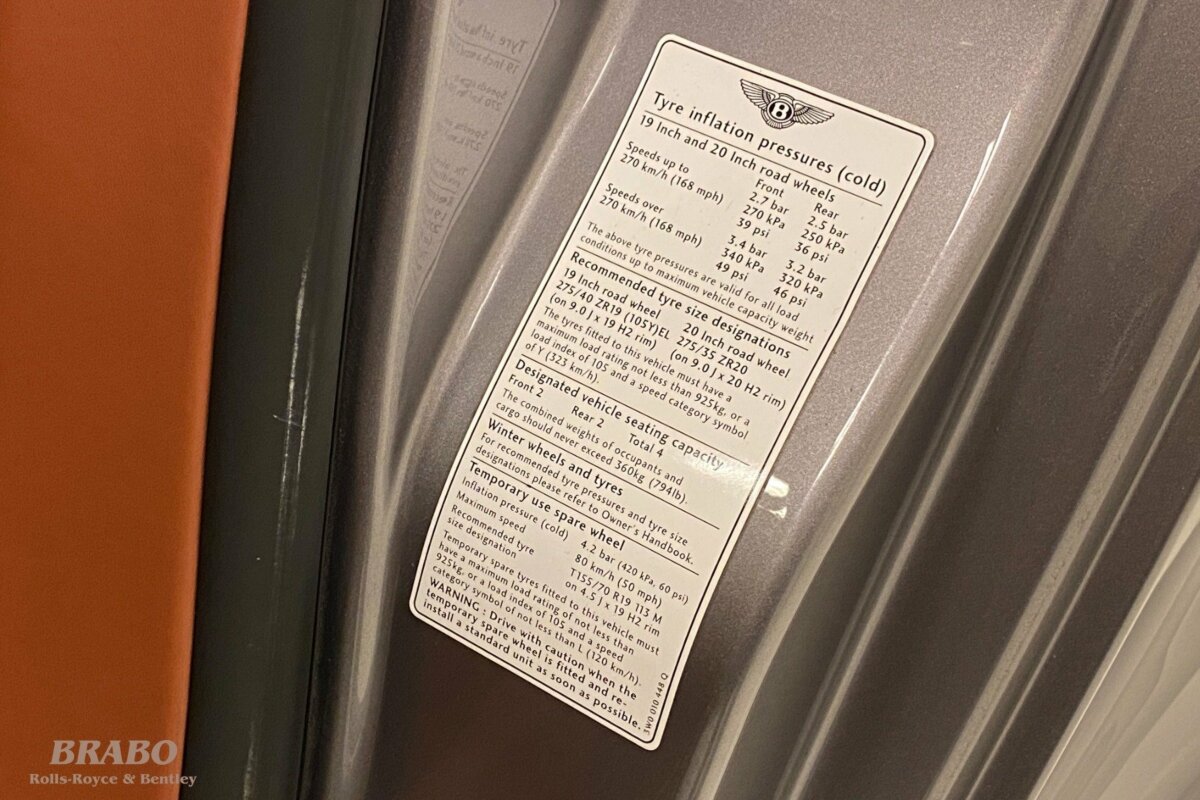 B
Tyre inflation pressures (cold)
19 Inch and 20 Inch road wheels
Front Rear
Speeds up to 2.7 bar 2.5 bar
270 km/h (168 mph) 270 kPa 250 kPa
39 psi 36 psi
Speeds over 3.4 bar 3.2 bar
270 km/h (168 mph) 340 kPa 320 kPa
49 psi 46 psi
The above tyre pressures are valid for all load
conditions up to maximum vehicle capacity weight
Recommended tyre size designations
19 Inch road wheel 20 Inch road wheel
275/40 ZR19 (105Y)EL 275/35 ZR20
(on 9.0 J x 19 H2 rim) (on 9.0 J x 20 H2 rim)
The tyres fitted to this vehicle must have a
maximum load rating not less than 925kg, or a
load index of 105 and a speed category symbol
of Y (323 km/h).
Designated vehicle seating capacity
Front 2 Rear 2 Total 4
The combined weights of occupants and
cargo should never exceed 360kg (794lb).
Winter wheels and tyres
For recommended tyre pressures and tyre size
designations please refer to Owner's Handbook.
Temporary use spare wheel
Inflation pressure (cold) 4.2 bar (420 kPa, 60 psi)
Maximum speed 80 km/h (50 mph)
Recommended tyre T155/70 R19 113 M
size designation on 4.5 J x 19 H2 rim
Temporary spare tyres fitted to this vehicle must
have a maximum load rating of not less than
925kg, or a load index of 105 and a speed
category symbol of not less than L (120 km/h).
WARNING : Drive with caution when the
temporary spare wheel is fitted and re-
install a standard unit as soon as possible.
3W0 010 448 Q
BRABO
Rolls-Royce & Bentley